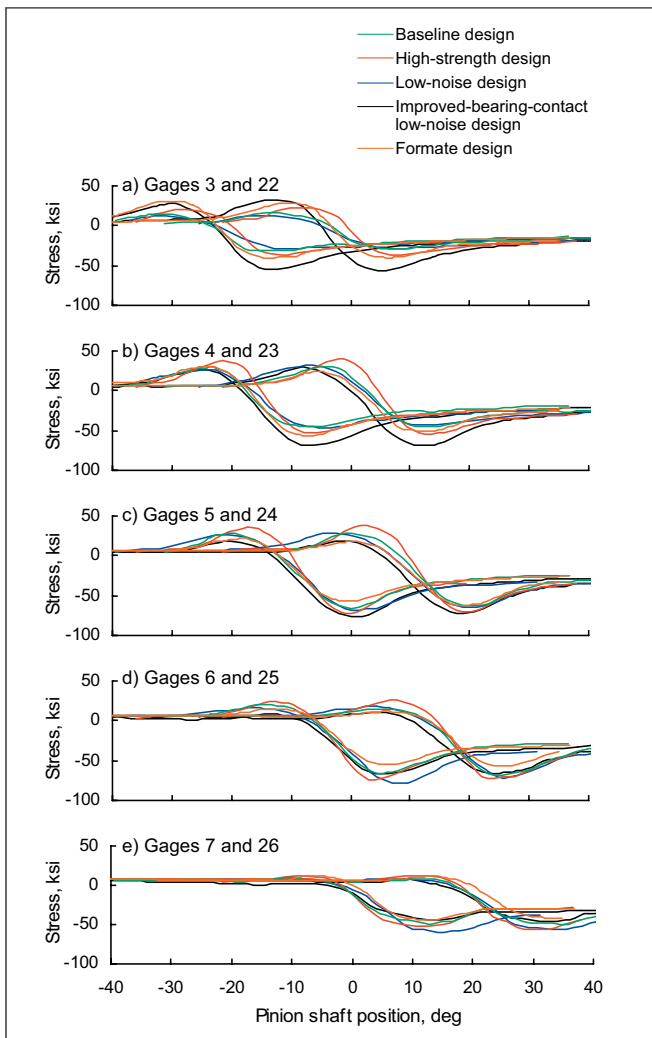 Baseline design
High-strength design
Low-noise design
Improved-bearing-contact
low-noise design
Formate design
a) Gages 3 and 22
50
0
-50
-100
Stress, ksi
b) Gages 4 and 23
50
0
-50
-100
Stress, ksi
c) Gages 5 and 24
50
0
-50
-100
Stress, ksi
d) Gages 6 and 25
50
0
-50
-100
Stress, ksi
e) Gages 7 and 26
50
0
-50
-100
Stress, ksi
-40 -30 -20 -10 0 10 20 30 40
Pinion shaft position, deg